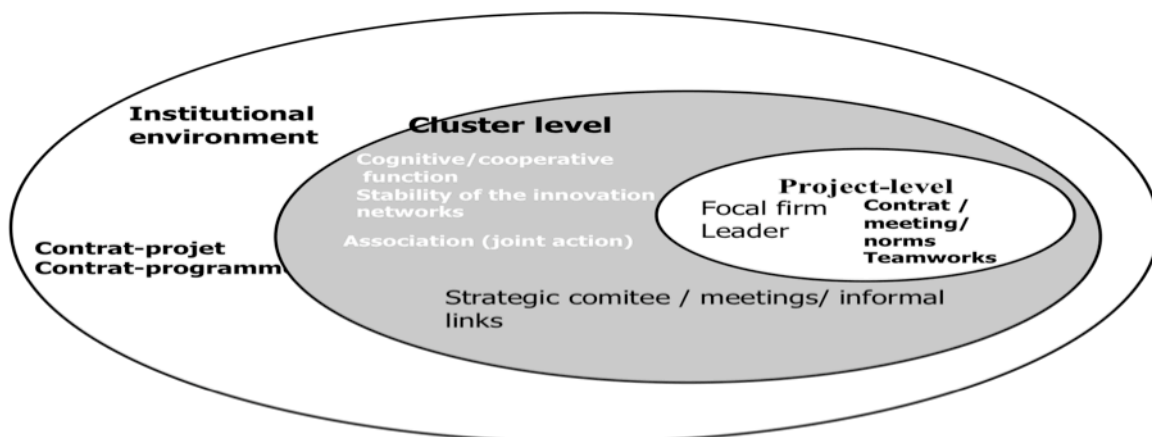 Institutional
environment
Cluster level
Cognitive/cooperative
function
Stability of the innovation
networks
Association (joint action)
Project-level
Focal firm
Leader
Contrat /
meeting/
norms
Teamworks
Contrat-projet
Contrat-programme
Strategic comitee / meetings/ informal
links